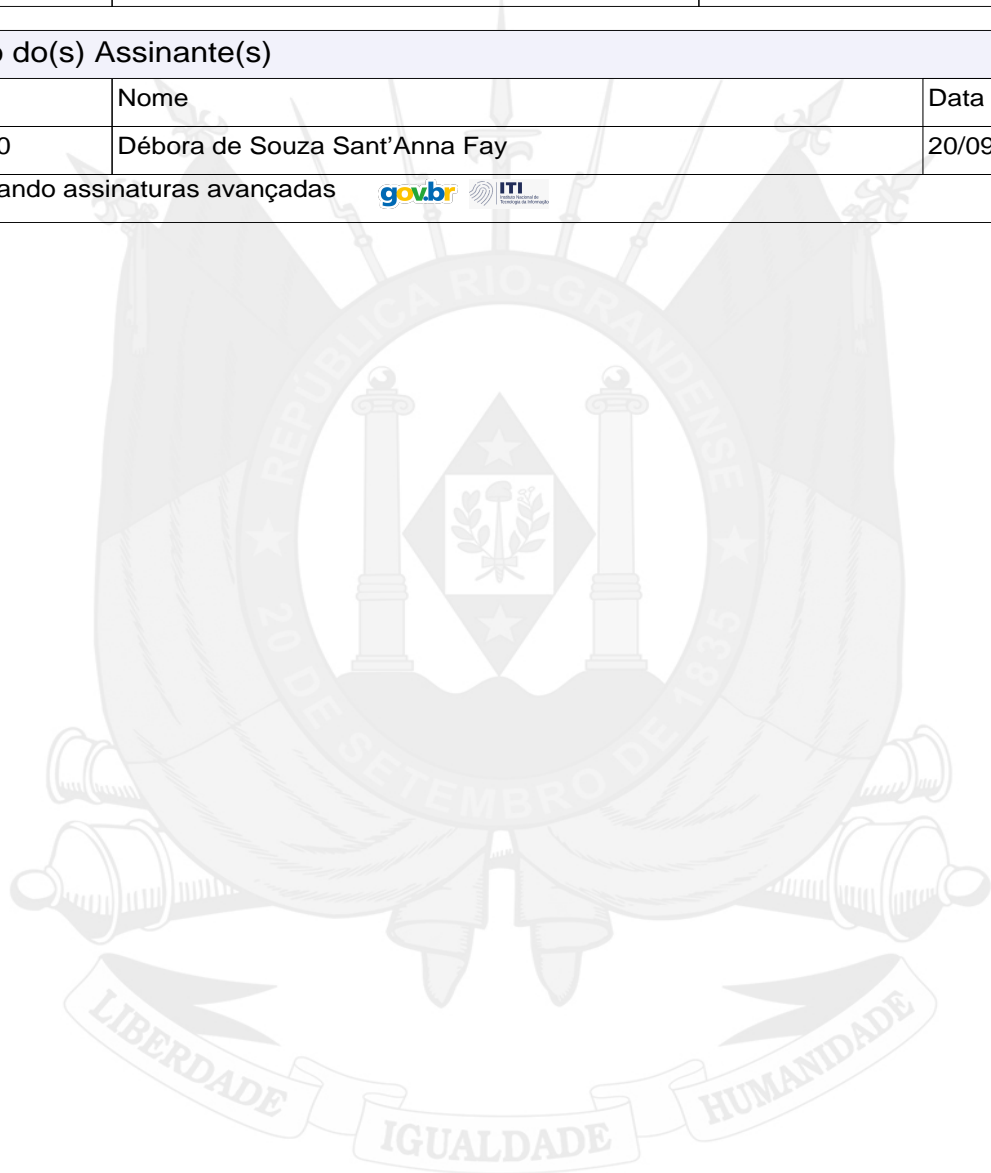 o do(s) Assinante(s)
Nome
Data
0
Débora de Souza Sant'Anna Fay
20/09
ando assinaturas avançadas
gov.br
ITI
REPÚBLICA RIO-GRANDENSE
20 DE SETEMBRO DE 1835
LIBERDADE
IGUALDADE
HUMANIDADE